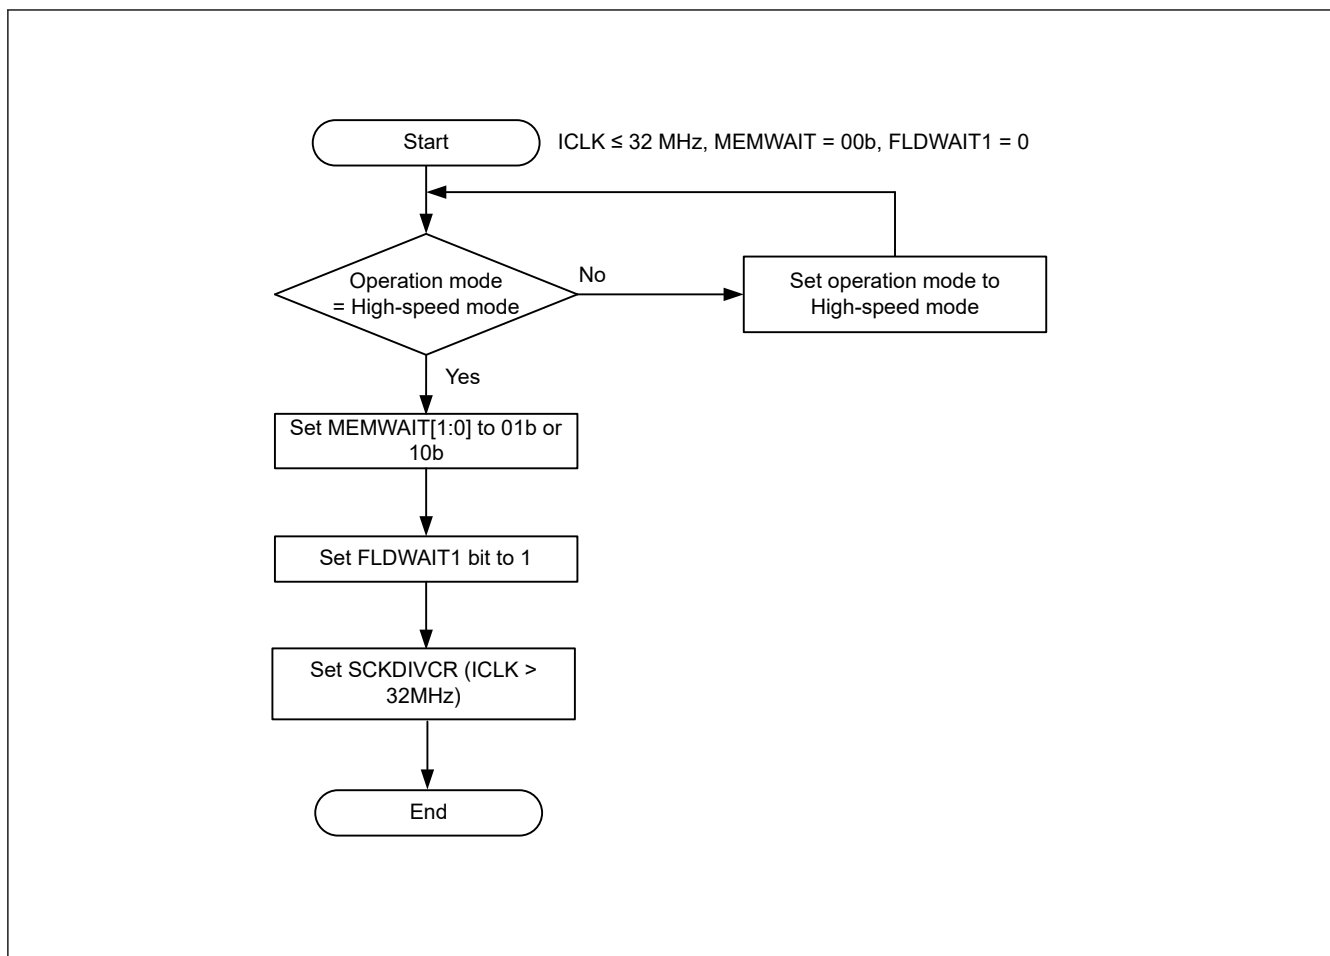 Start
ICLK ≤ 32 MHz, MEMWAIT = 00b, FLDWAIT1 = 0
Operation mode
= High-speed mode
No
Set operation mode to
High-speed mode
Yes
Set MEMWAIT[1:0] to 01b or
10b
Set FLDWAIT1 bit to 1
Set SCKDIVCR (ICLK >
32MHz)
End